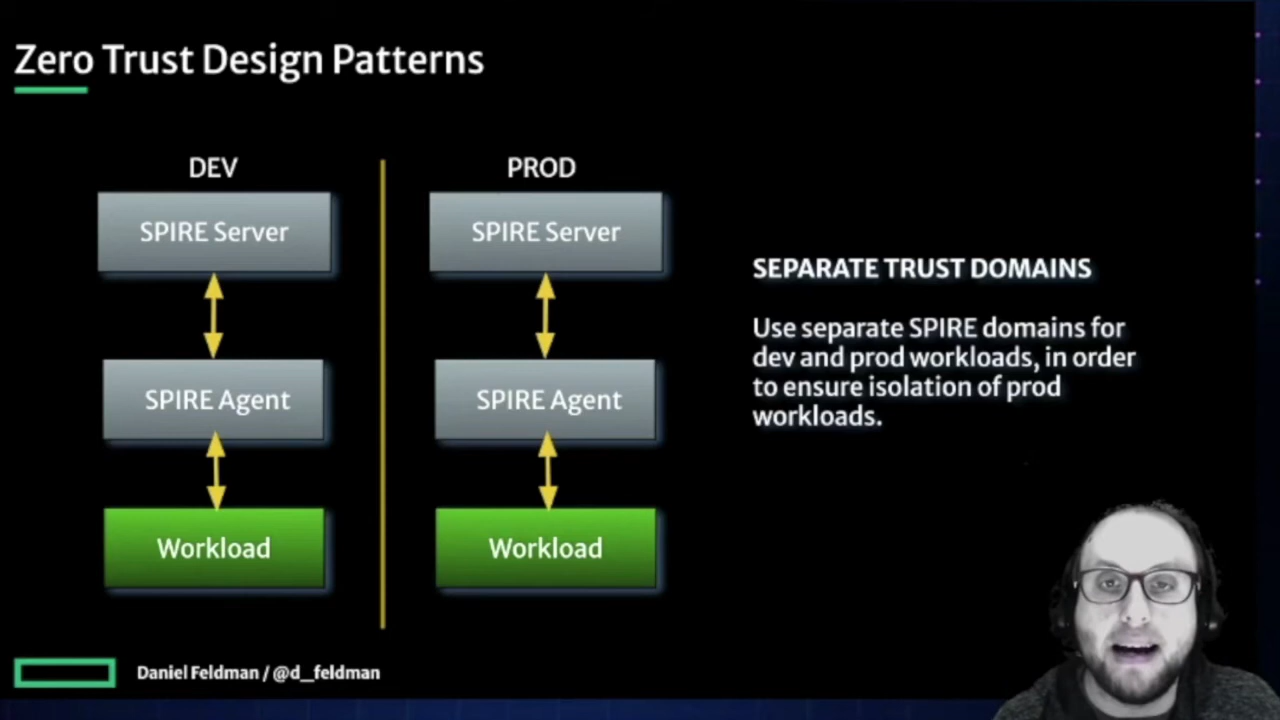 Zero Trust Design Patterns
DEV
PROD
SPIRE Server
SPIRE Server
SPIRE Agent
SPIRE Agent
Workload
Workload
SEPARATE TRUST DOMAINS
Use separate SPIRE domains for
dev and prod workloads, in order
to ensure isolation of prod
workloads.
Daniel Feldman / @d_feldman